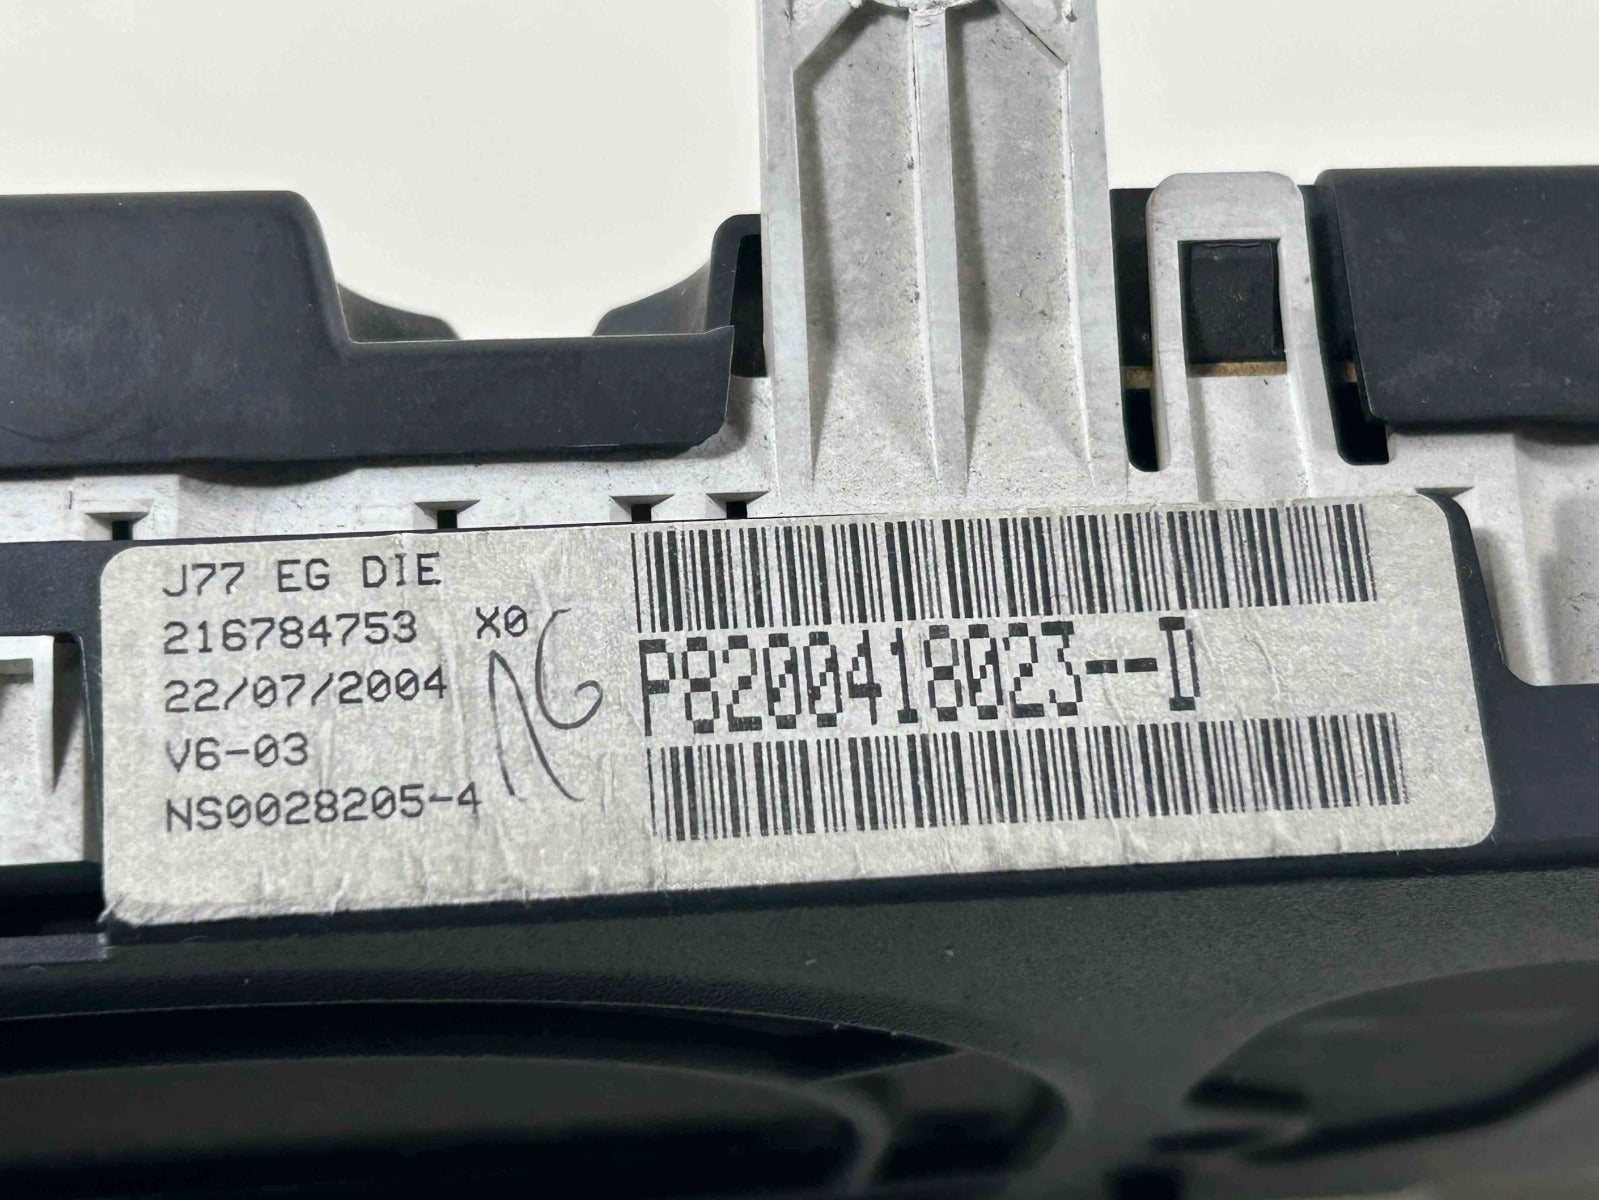 J77 EG DIE
216784753 X0
22/07/2004
V6-03
NS0028205-4
P8200418023--D